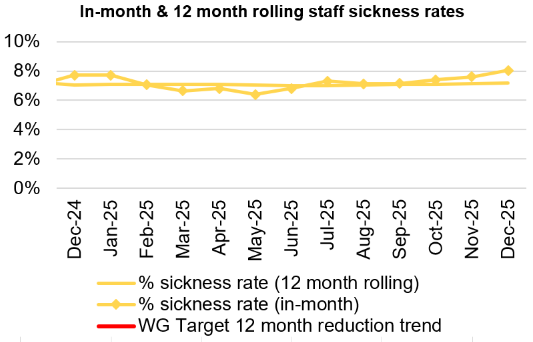 In-month & 12 month rolling staff sickness rates
10%
8%
6%
4%
2%
0%
Dec-24
Jan-25
Feb-25
Mar-25
Apr-25
May-25
Jun-25
Jul-25
Aug-25
Sep-25
Oct-25
Nov-25
Dec-25
% sickness rate (12 month rolling)
% sickness rate (in-month)
WG Target 12 month reduction trend